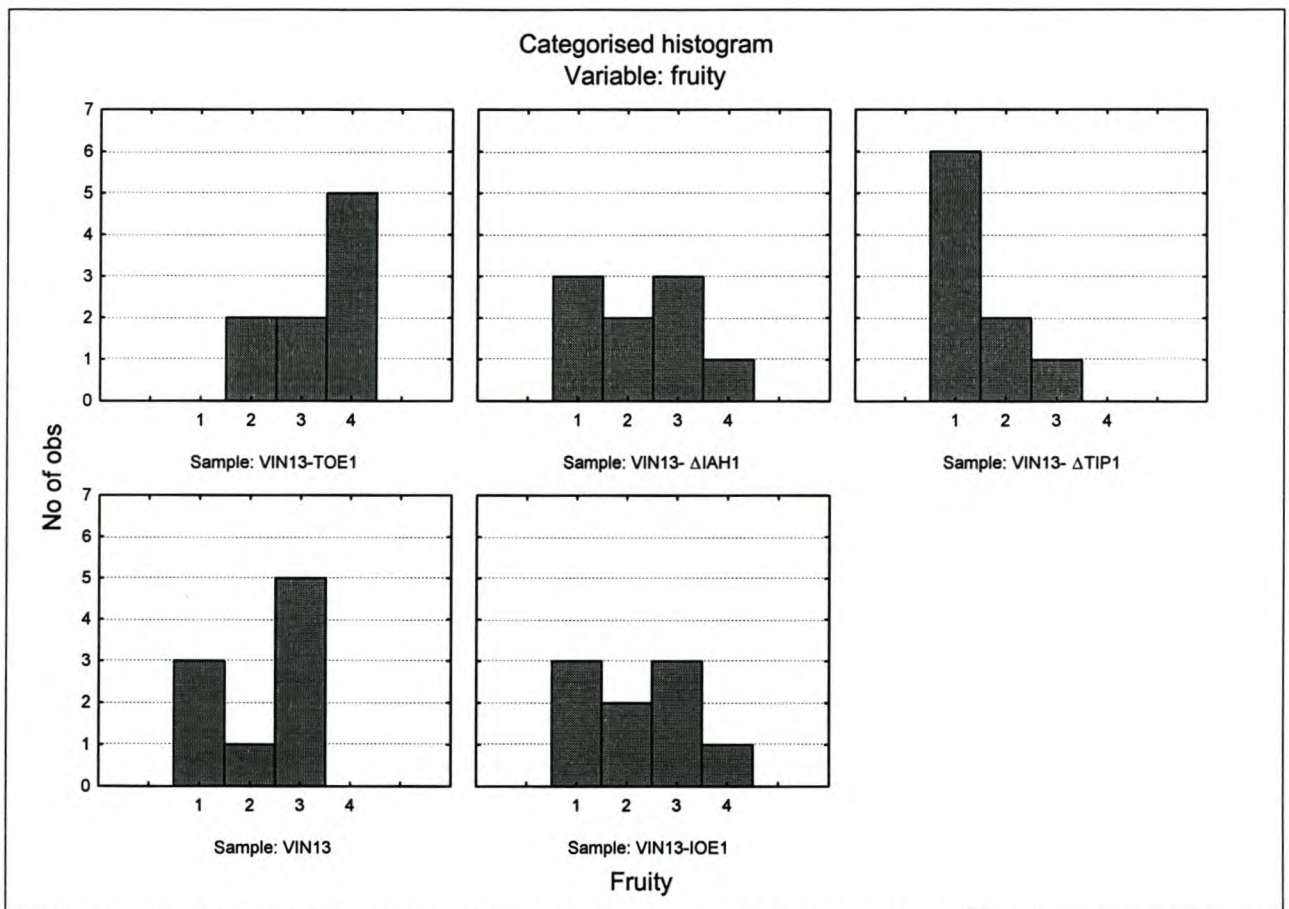 Categorised histogram
Variable: fruity
No of obs
7
6
5
4
3
2
1
0
1 2 3 4
Sample: VIN13-TOE1
1 2 3 4
Sample: VIN13- ΔIAH1
1 2 3 4
Sample: VIN13- ΔTIP1
7
6
5
4
3
2
1
0
1 2 3 4
Sample: VIN13
1 2 3 4
Sample: VIN13-IOE1
Fruity